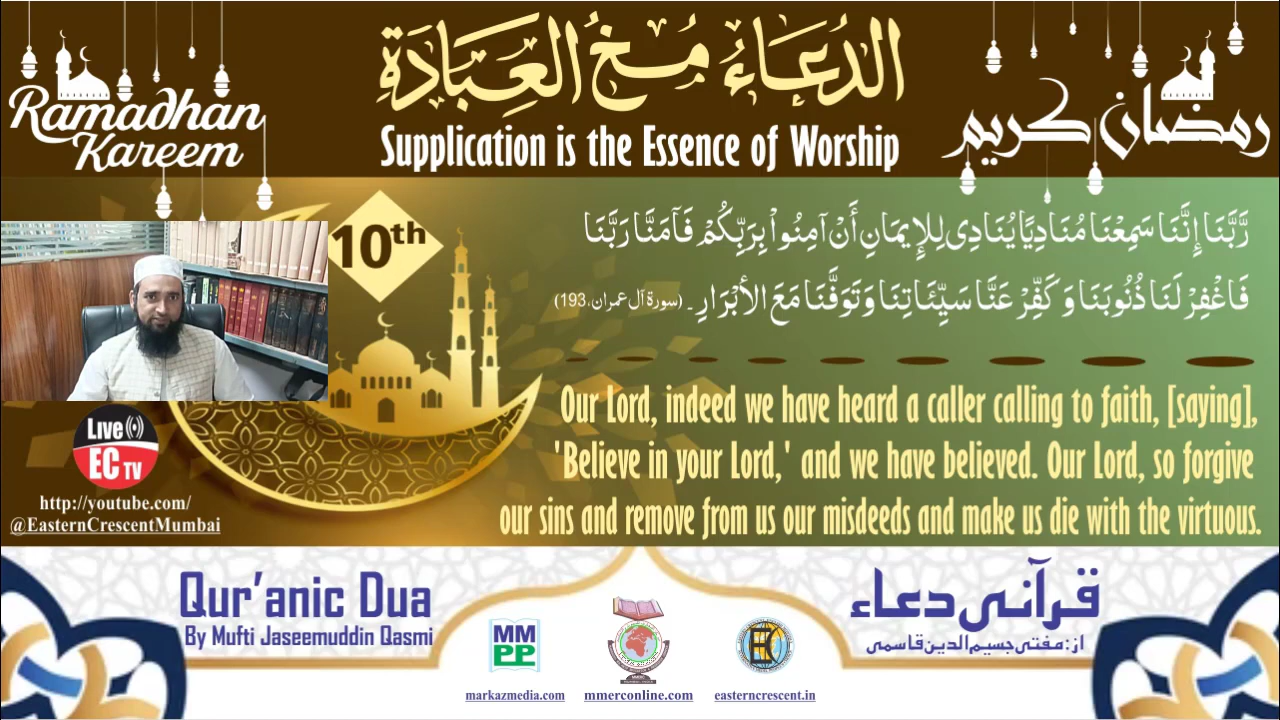 الدُعَاءُ مُخُ العِبَادَة
Supplication is the Essence of Worship
Ramadhan
Kareem
رمضان كريم
10th
رَّبَّنَا إِنَّنَا سَمِعْنَا مُنَادِيًا يُنَادِى لِلإِيمَانِ أَنْ آمِنُواْ بِرَبِّكُمْ فَآمَنَّا رَبَّنَا
فَاغْفِرْ لَنَا ذُنُوبَنَا وَ كَفِّرْ عَنَّا سَيِّئَاتِنَا وَ تَوَفَّنَا مَعَ الأبْرَارِ ۔ (سورة آل عمران، 193)
Our Lord, indeed we have heard a caller calling to faith, [saying],
'Believe in your Lord,' and we have believed. Our Lord, so forgive
our sins and remove from us our misdeeds and make us die with the virtuous.
Live
EC TV
http://youtube.com/
@EasternCrescentMumbai
Qur'anic Dua
By Mufti Jaseemuddin Qasmi
قرآنی دعاء
از: مفتی جسیم الدین قاسمی
MM
PP
EK
markazmedia.com
mmerconline.com
easterncrescent.in